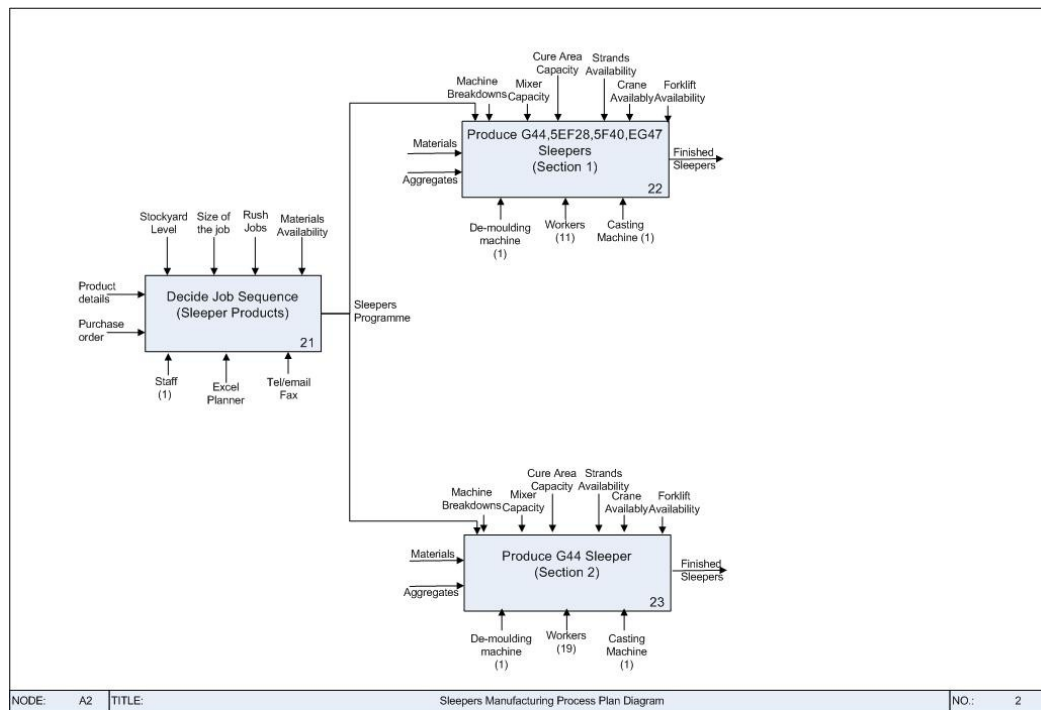 Cure Area
Capacity
Strands
Availability
Machine
Breakdowns
Mixer
Capacity
Crane
Availably
Forklift
Availability
Materials
Aggregates
Produce G44,5EF28,5F40,EG47
Sleepers
(Section 1)
22
Finished
Sleepers
De-moulding
machine
(1)
Workers
(11)
Casting
Machine (1)
Stockyard
Level
Size of
the job
Rush
Jobs
Materials
Availability
Product
details
Purchase
order
Decide Job Sequence
(Sleeper Products)
21
Sleepers
Programme
Staff
(1)
Excel
Planner
Tel/email
Fax
Cure Area
Capacity
Strands
Availability
Machine
Breakdowns
Mixer
Capacity
Crane
Availably
Forklift
Availability
Materials
Aggregates
Produce G44 Sleeper
(Section 2)
23
Finished
Sleepers
De-moulding
machine
(1)
Workers
(19)
Casting
Machine
(1)
NODE: A2 TITLE: Sleepers Manufacturing Process Plan Diagram NO.: 2